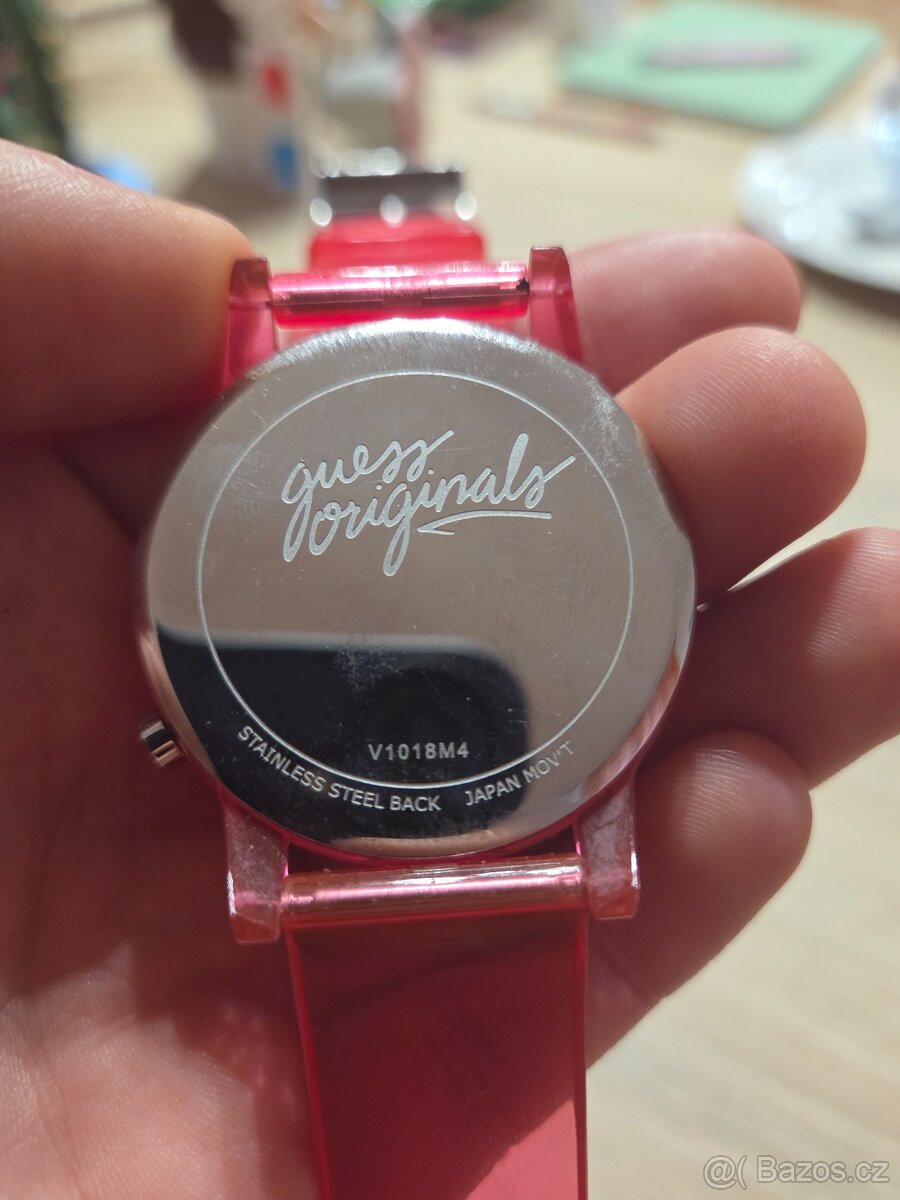 guess
originals
V1018M4
STAINLESS STEEL BACK JAPAN MOV'T
@( Bazos.cz